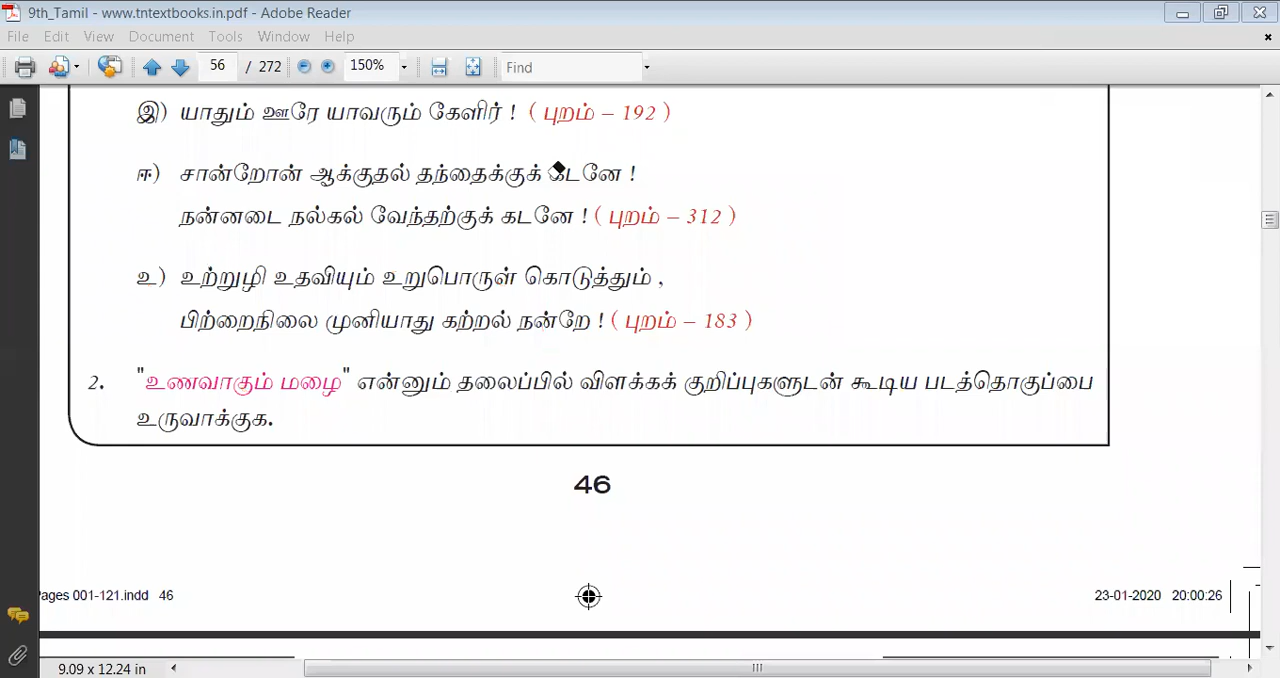 9th_Tamil - www.tntextbooks.in.pdf - Adobe Reader
File Edit View Document Tools Window Help
56 / 272 150% Find
இ) யாதும் ஊரே யாவரும் கேளிர் ! ( புறம் – 192 )
ஈ) சான்றோன் ஆக்குதல் தந்தைக்குக் கடனே !
நன்னடை நல்கல் வேந்தற்குக் கடனே ! ( புறம் – 312 )
உ) உற்றுழி உதவியும் உறுபொருள் கொடுத்தும் ,
பிற்றைநிலை முனியாது கற்றல் நன்றே ! ( புறம் – 183 )
2. "உணவாகும் மழை" என்னும் தலைப்பில் விளக்கக் குறிப்புகளுடன் கூடிய படத்தொகுப்பை
உருவாக்குக.
46
Pages 001-121.indd 46 23-01-2020 20:00:26
9.09 x 12.24 in